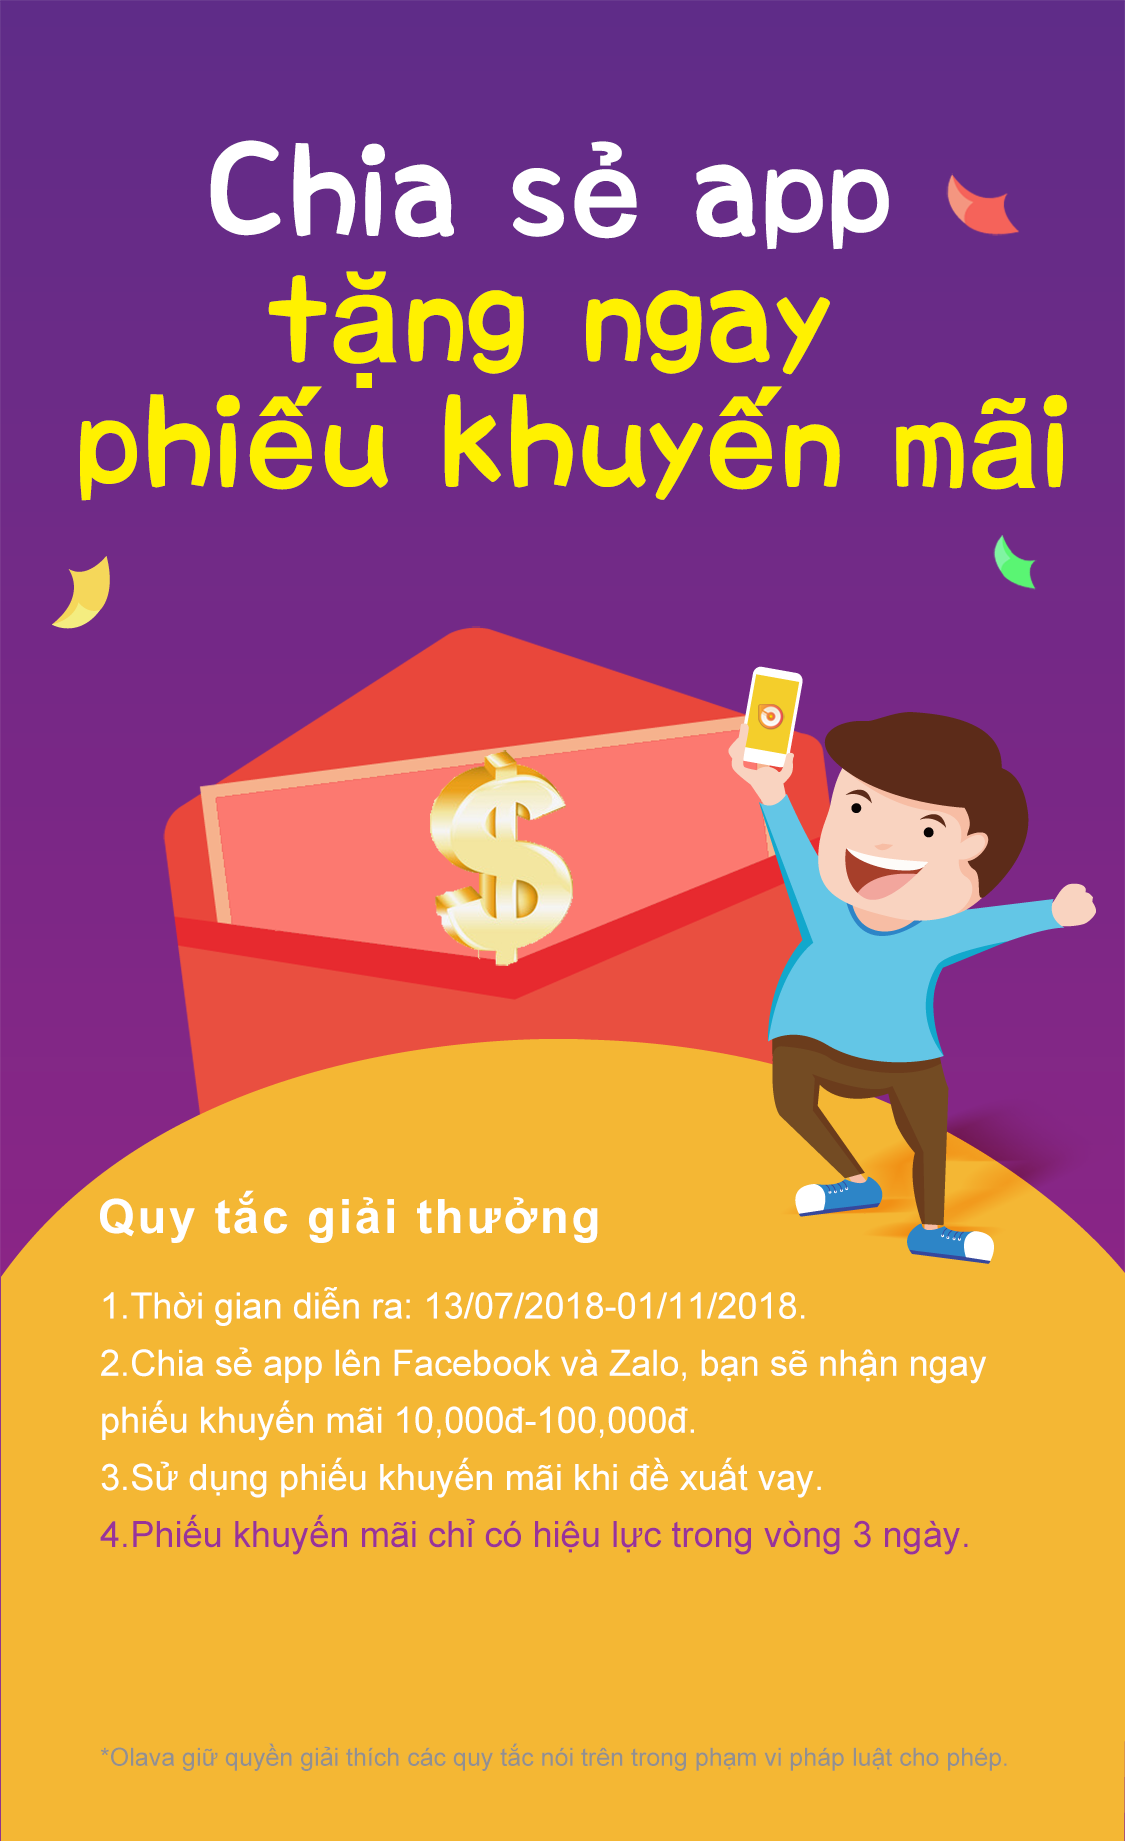 Chia sẻ app
tặng ngay
phiếu khuyến mãi
Quy tắc giải thưởng
1.Thời gian diễn ra: 13/07/2018-01/11/2018.
2.Chia sẻ app lên Facebook và Zalo, bạn sẽ nhận ngay
phiếu khuyến mãi 10,000đ-100,000đ.
3.Sử dụng phiếu khuyến mãi khi đề xuất vay.
4.Phiếu khuyến mãi chỉ có hiệu lực trong vòng 3 ngày.
*Olava giữ quyền giải thích các quy tắc nói trên trong phạm vi pháp luật cho phép.